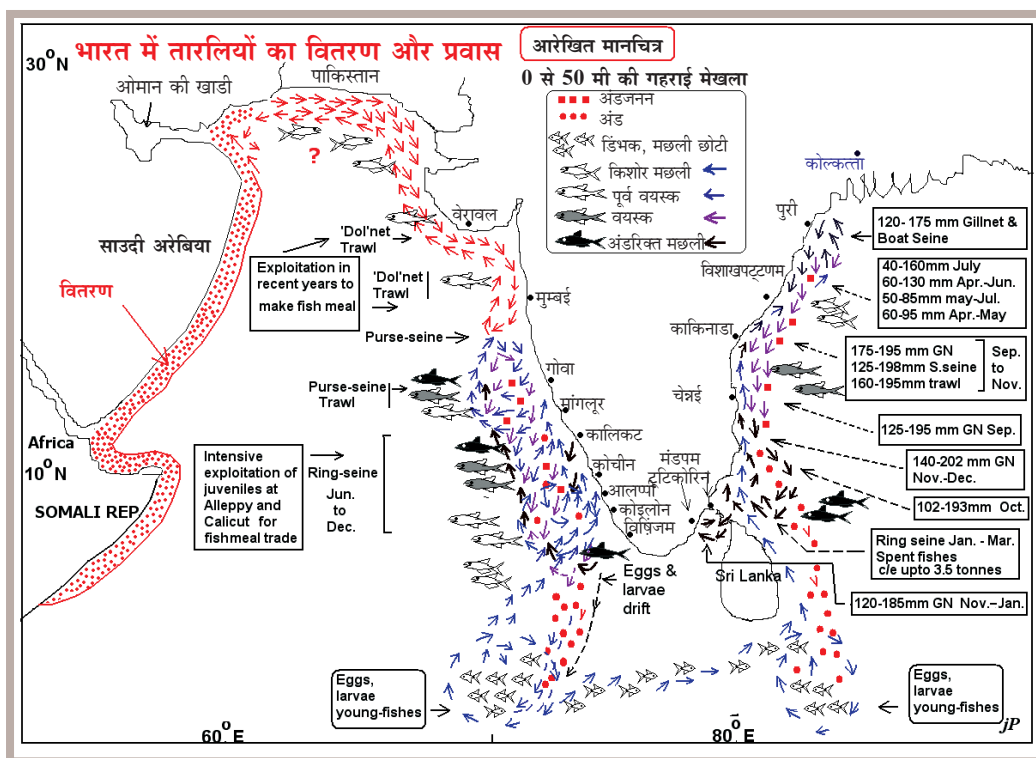 भारत में तारलियों का वितरण और प्रवास
आरेखित मानचित्र
30°N
ओमान की खाडी
पाकिस्तान
0 से 50 मी की गहराई मेखला
अंडजनन
अंड
डिंभक, मछली छोटी
किशोर मछली
पूर्व वयस्क
वयस्क
अंडरिक्त मछली
?
साउदी अरेबिया
वितरण
Africa
10°N
SOMALI REP.
वेरावल
'Dol'net
Trawl
Exploitation in
recent years to
make fish meal
'Dol'net
Trawl
मुम्बई
Purse-seine
Purse-seine
Trawl
गोवा
मांगलूर
कालिकट
कोचीन
आलप्पी
कोइलोन
विषिंजम
Intensive
exploitation of
juveniles at
Alleppy and
Calicut for
fishmeal trade
Ring-seine
Jun.
to
Dec.
मंडपम
टूटिकोरिन
Sri Lanka
Eggs &
larvae
drift
कोल्कत्ता
पुरी
विशाखपट्टणम
काकिनाडा
चेन्नई
120- 175 mm Gillnet &
Boat Seine
40-160mm July
60-130 mm Apr.-Jun.
50-85mm may-Jul.
60-95 mm Apr.-May
175-195 mm GN
125-198mm S.seine
160-195mm trawl
Sep.
to
Nov.
125-195 mm GN Sep.
140-202 mm GN
Nov.-Dec.
102-193mm Oct.
Ring seine Jan. - Mar.
Spent fishes
c/e upto 3.5 tonnes
120-185mm GN Nov.–Jan.
Eggs,
larvae
young-fishes
Eggs,
larvae
young-fishes
60°E
80°E
jP